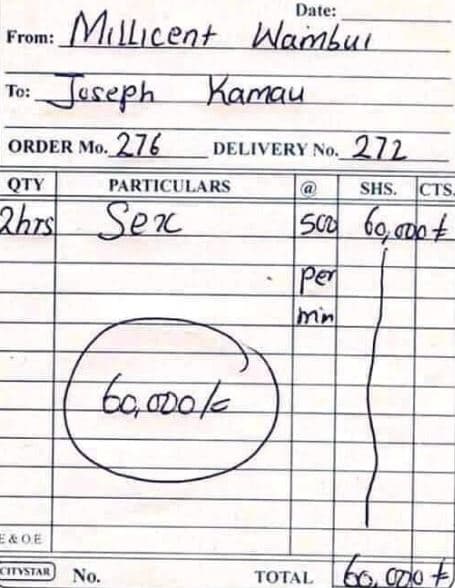 Date:
From: Millicent Wambui
To: Joseph Kamau
ORDER Mo. 276 DELIVERY No. 272
QTY PARTICULARS @ SHS. CTS.
2hrs Sex 500 60,000/=
per
min
60,000/=
E & O.E
CITYSTAR No. TOTAL 60,000/=